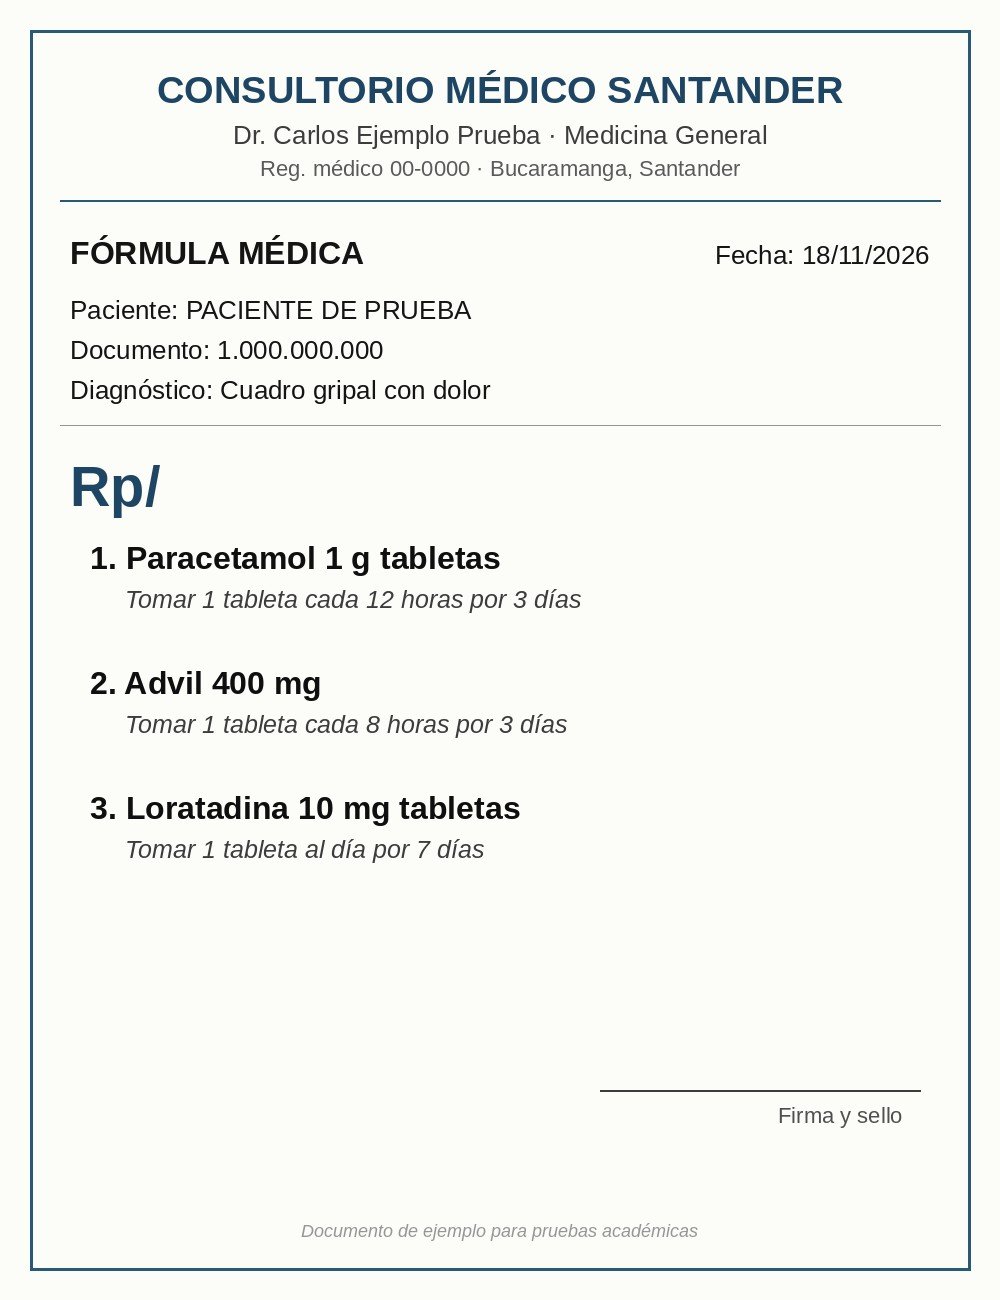 CONSULTORIO MÉDICO SANTANDER
Dr. Carlos Ejemplo Prueba · Medicina General
Reg. médico 00-0000 · Bucaramanga, Santander
FÓRMULA MÉDICA
Fecha: 18/11/2026
Paciente: PACIENTE DE PRUEBA
Documento: 1.000.000.000
Diagnóstico: Cuadro gripal con dolor
Rp/
1. Paracetamol 1 g tabletas
Tomar 1 tableta cada 12 horas por 3 días
2. Advil 400 mg
Tomar 1 tableta cada 8 horas por 3 días
3. Loratadina 10 mg tabletas
Tomar 1 tableta al día por 7 días
Firma y sello
Documento de ejemplo para pruebas académicas